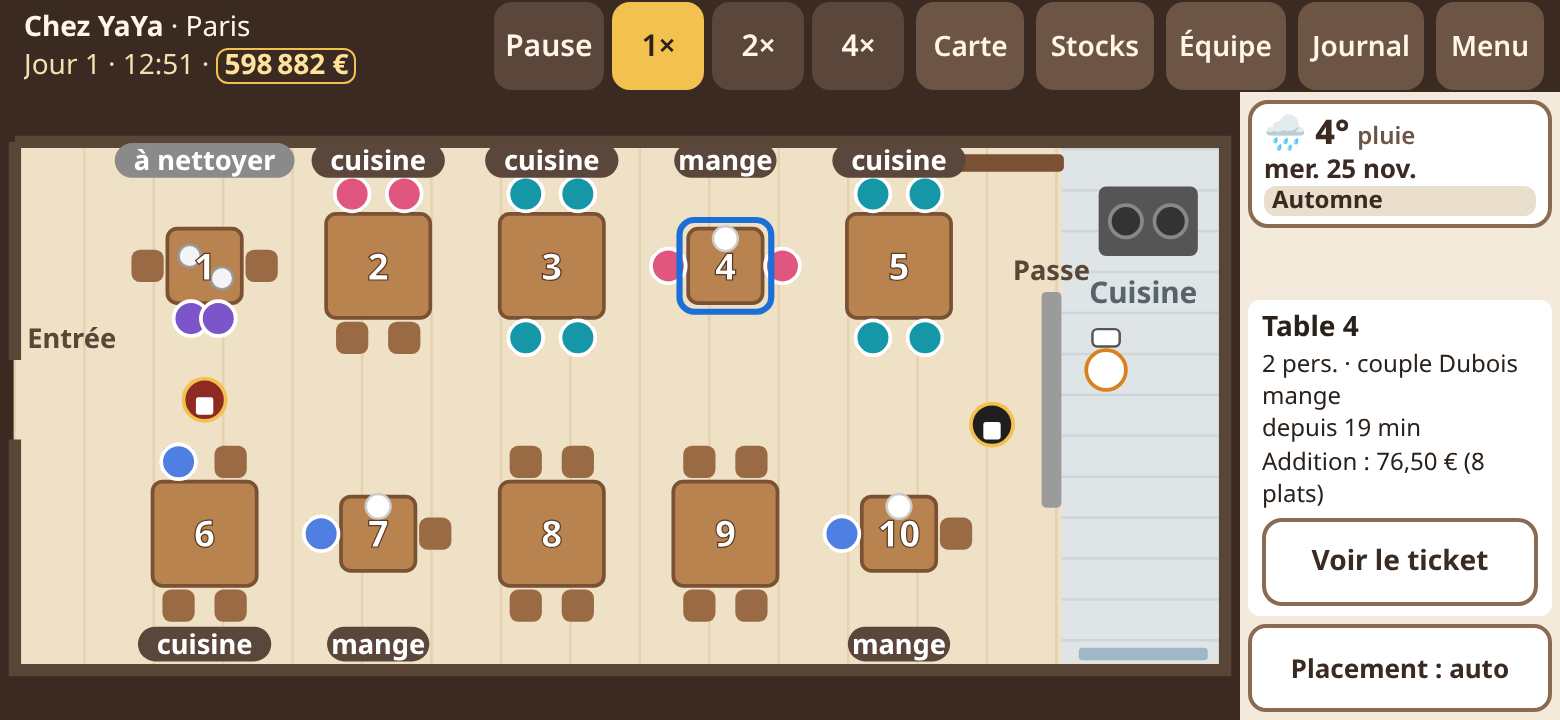 Chez YaYa · Paris
Jour 1 · 12:51 · 598 882 €
Pause
1×
2×
4×
Carte
Stocks
Équipe
Journal
Menu
à nettoyer
cuisine
cuisine
mange
cuisine
1
2
3
4
5
Passe
Cuisine
Entrée
6
7
8
9
10
cuisine
mange
mange
4° pluie
mer. 25 nov.
Automne
Table 4
2 pers. · couple Dubois
mange
depuis 19 min
Addition : 76,50 € (8
plats)
Voir le ticket
Placement : auto